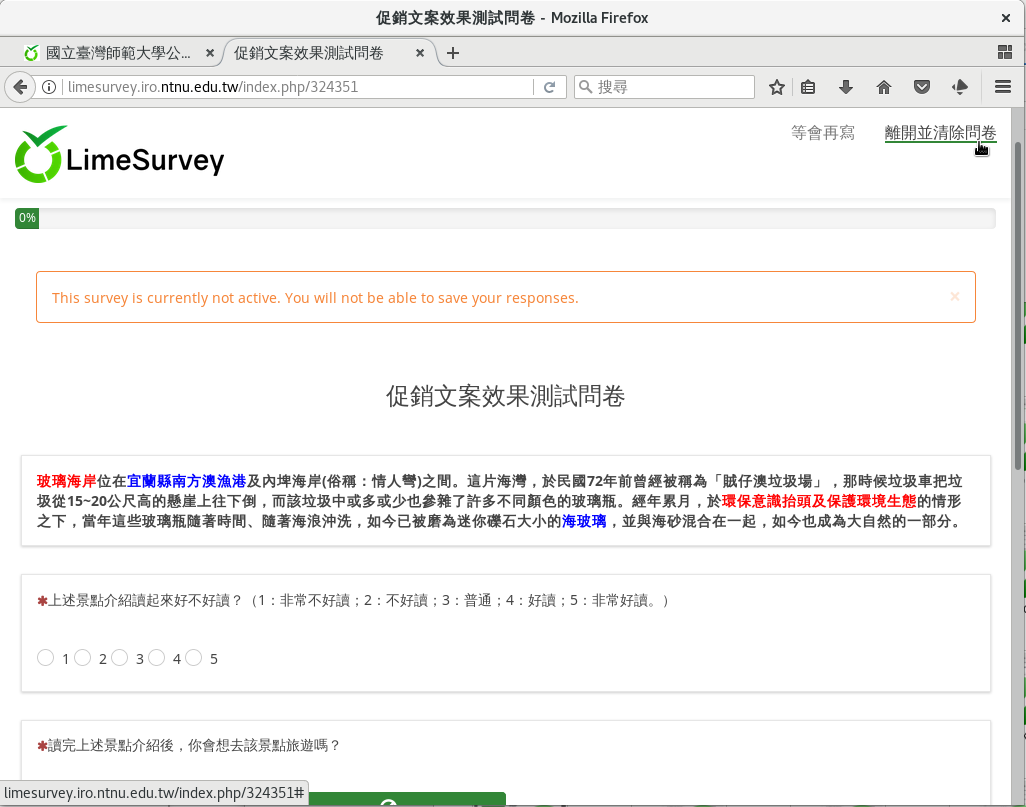 促銷文案效果測試問卷 - Mozilla Firefox
國立臺灣師範大學公...
促銷文案效果測試問卷
limesurvey.iro.ntnu.edu.tw/index.php/324351
搜尋
等會再寫
離開並清除問卷
LimeSurvey
0%
This survey is currently not active. You will not be able to save your responses.
促銷文案效果測試問卷
玻璃海岸位在宜蘭縣南方澳漁港及內埤海岸(俗稱：情人彎)之間。這片海灣，於民國72年前曾經被稱為「賊仔澳垃圾場」，那時候垃圾車把垃
圾從15~20公尺高的懸崖上往下倒，而該垃圾中或多或少也參雜了許多不同顏色的玻璃瓶。經年累月，於環保意識抬頭及保護環境生態的情形
之下，當年這些玻璃瓶隨著時間、隨著海浪沖洗，如今已被磨為迷你礫石大小的海玻璃，並與海砂混合在一起，如今也成為大自然的一部分。
✱上述景點介紹讀起來好不好讀？（1：非常不好讀；2：不好讀；3：普通；4：好讀；5：非常好讀。）
1 2 3 4 5
✱讀完上述景點介紹後，你會想去該景點旅遊嗎？
limesurvey.iro.ntnu.edu.tw/index.php/324351#